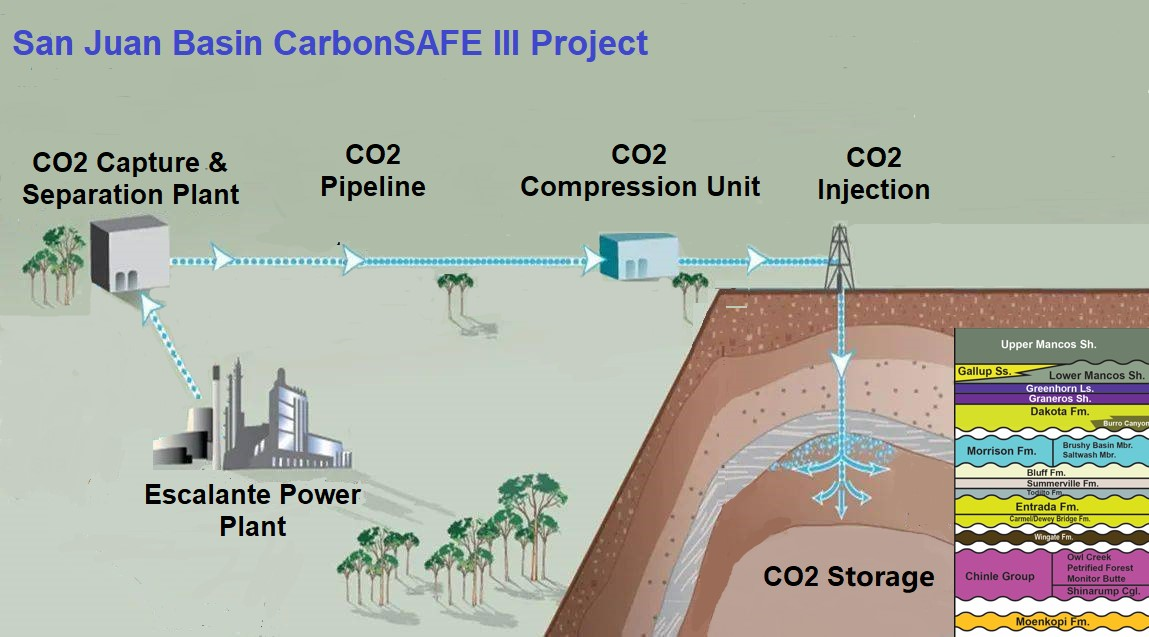 San Juan Basin CarbonSAFE III Project
CO2 Capture &
Separation Plant
CO2
Pipeline
CO2
Compression Unit
CO2
Injection
Escalante Power
Plant
CO2 Storage
Upper Mancos Sh.
Gallup Ss.
Lower Mancos Sh.
Greenhorn Ls.
Graneros Sh.
Dakota Fm.
Burro Canyon
Morrison Fm.
Brushy Basin Mbr.
Saltwash Mbr.
Bluff Fm.
Summerville Fm.
Todilto Fm.
Entrada Fm.
Carmel/Dewey Bridge Fm.
Wingate Fm.
Chinle Group
Owl Creek
Petrified Forest
Monitor Butte
Shinarump Cgl.
Moenkopi Fm.